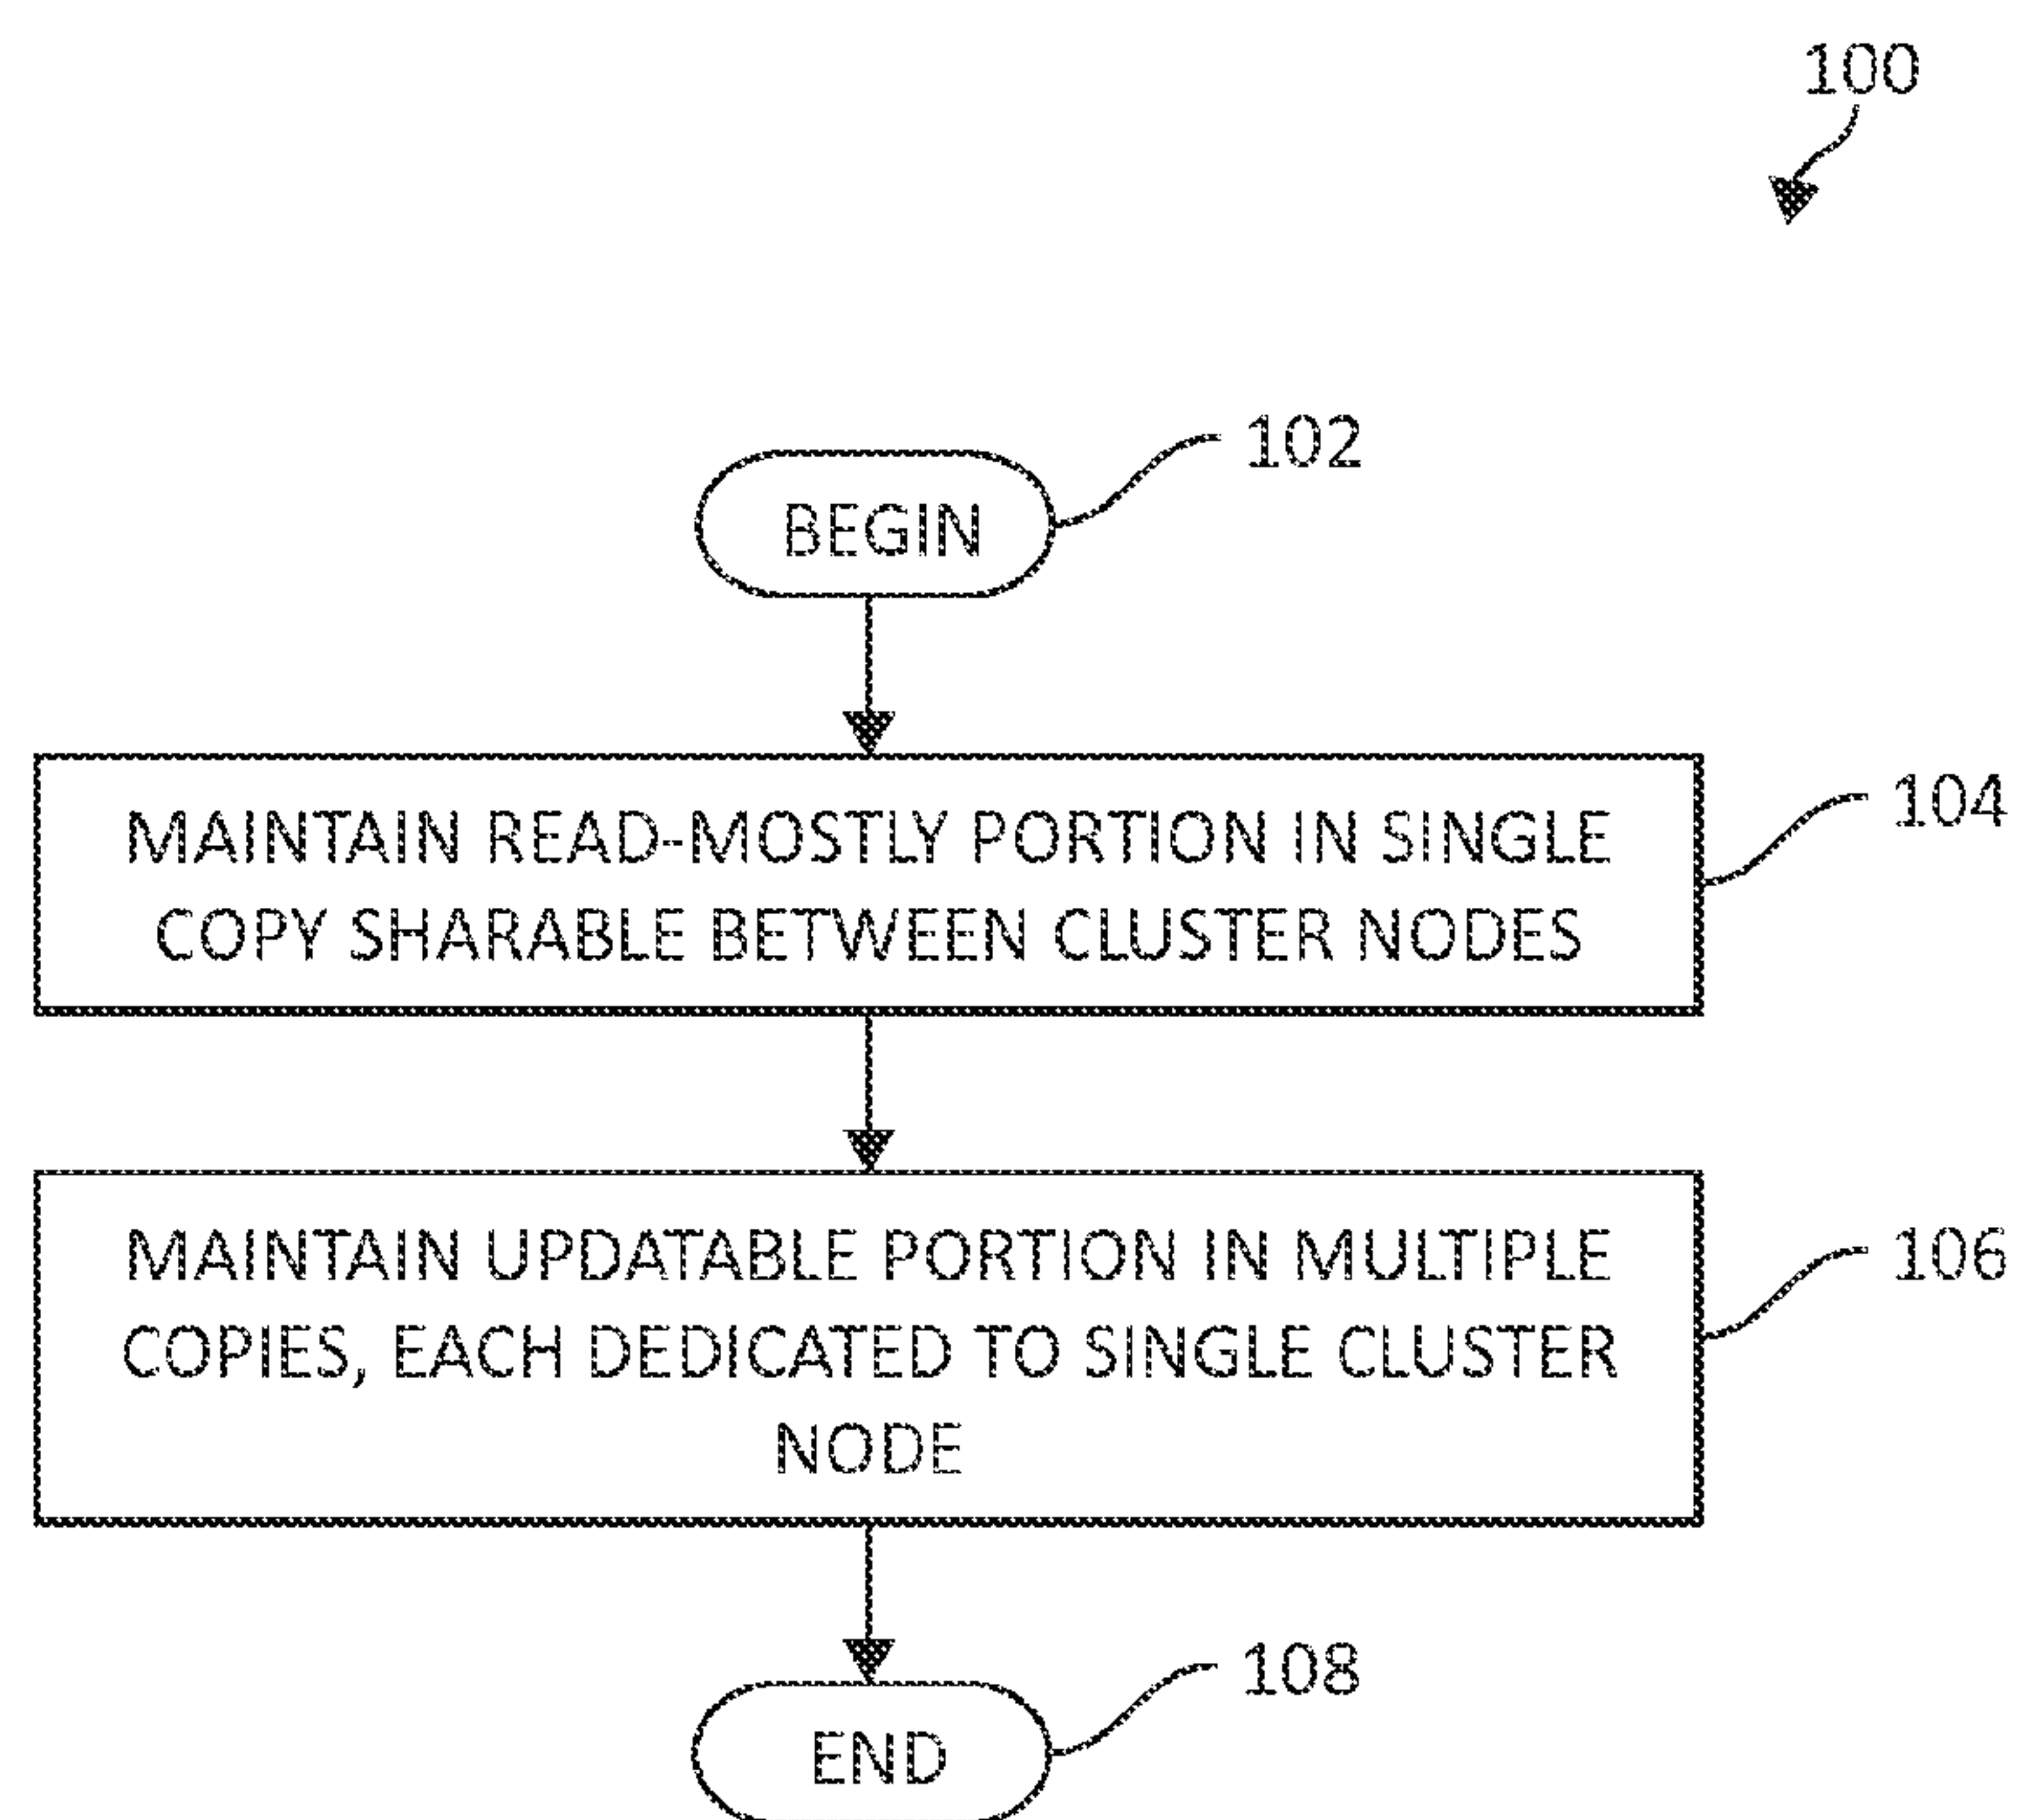 100
102
BEGIN
104
MAINTAIN READ-MOSTLY PORTION IN SINGLE
COPY SHARABLE BETWEEN CLUSTER NODES
106
MAINTAIN UPDATABLE PORTION IN MULTIPLE
COPIES, EACH DEDICATED TO SINGLE CLUSTER
NODE
108
END